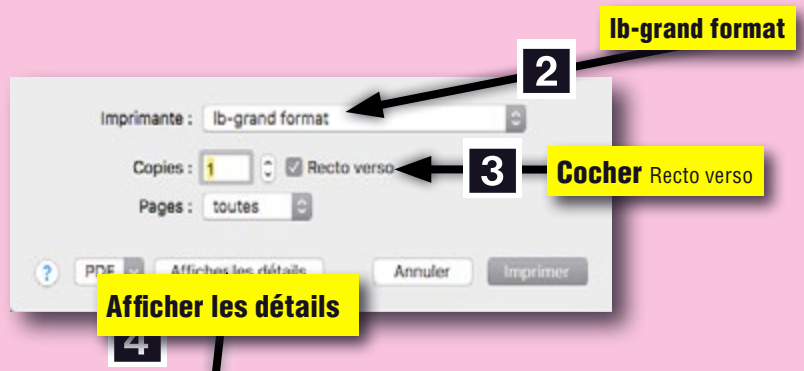 lb-grand format
2
Imprimante : lb-grand format
Copies : 1 Recto verso
3
Cocher Recto verso
Pages : toutes
? PDF Afficher les détails Annuler Imprimer
Afficher les détails
4